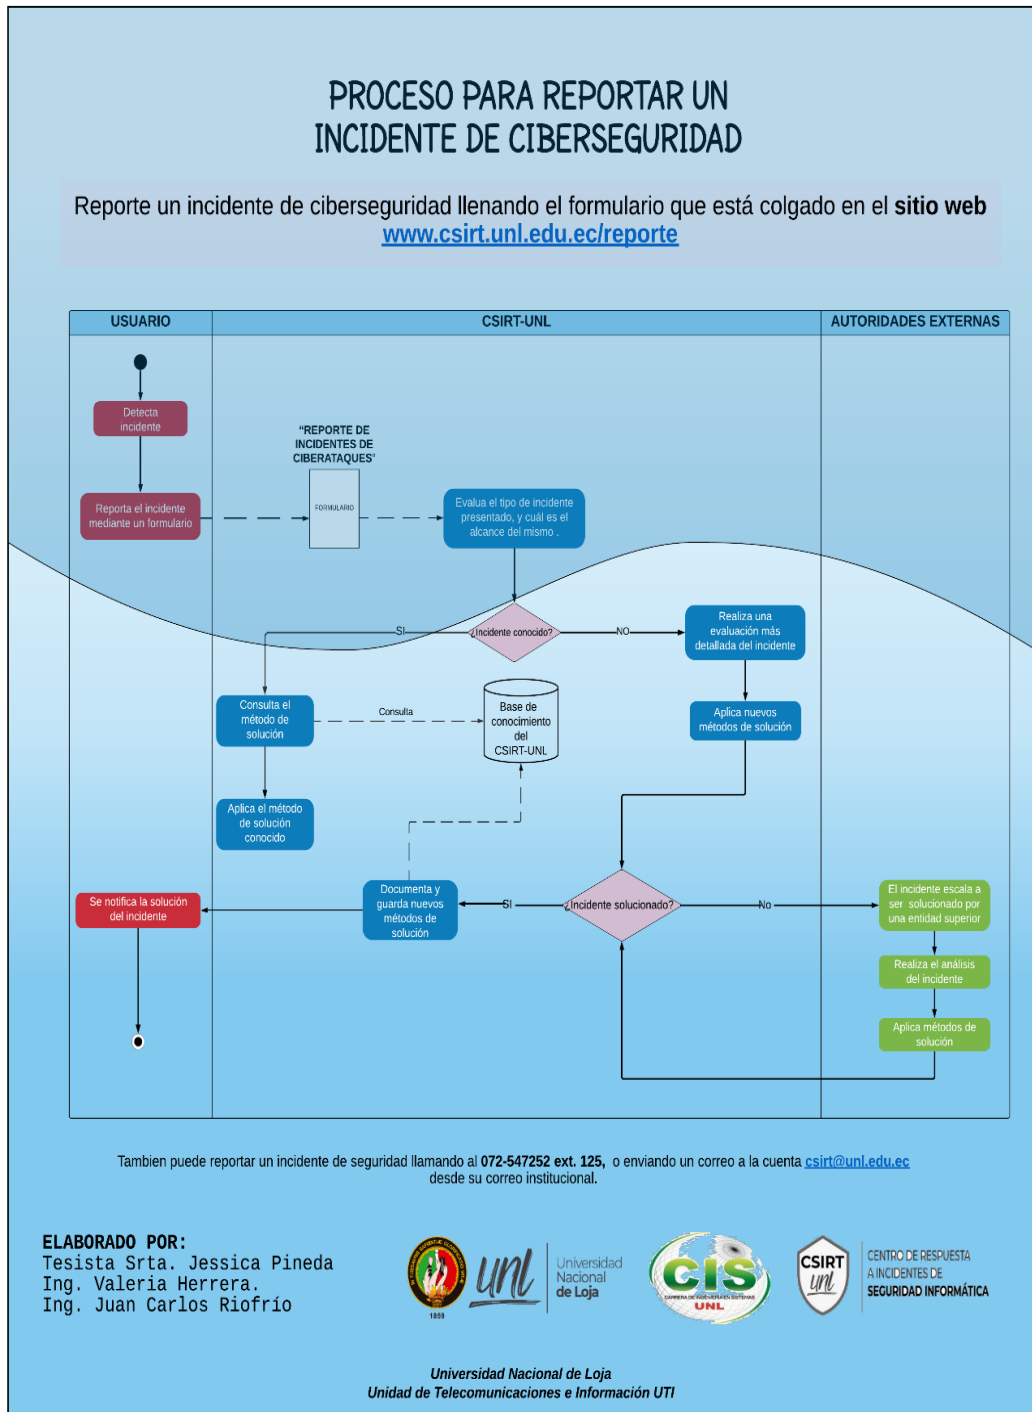 PROCESO PARA REPORTAR UN
INCIDENTE DE CIBERSEGURIDAD
Reporte un incidente de ciberseguridad llenando el formulario que está colgado en el sitio web
www.csirt.unl.edu.ec/reporte
USUARIO
CSIRT-UNL
AUTORIDADES EXTERNAS
Detecta
incidente
Reporta el incidente
mediante un formulario
“REPORTE DE
INCIDENTES DE
CIBERATAQUES”
FORMULARIO
Evalua el tipo de incidente
presentado, y cuál es el
alcance del mismo .
¿Incidente conocido?
SI
NO
Realiza una
evaluación más
detallada del incidente
Consulta el
método de
solución
Consulta
Base de
conocimiento
del
CSIRT-UNL
Aplica nuevos
métodos de solución
Aplica el método
de solución
conocido
Se notifica la solución
del incidente
Documenta y
guarda nuevos
métodos de
solución
SI
¿Incidente solucionado?
No
El incidente escala a
ser solucionado por
una entidad superior
Realiza el análisis
del incidente
Aplica métodos de
solución
Tambien puede reportar un incidente de seguridad llamando al 072-547252 ext. 125, o enviando un correo a la cuenta csirt@unl.edu.ec
desde su correo institucional.
ELABORADO POR:
Tesista Srta. Jessica Pineda
Ing. Valeria Herrera.
Ing. Juan Carlos Riofrío
1859
unl
Universidad
Nacional
de Loja
CIS
CARRERA DE INGENIERÍA EN SISTEMAS
UNL
CSIRT
unl
CENTRO DE RESPUESTA
A INCIDENTES DE
SEGURIDAD INFORMÁTICA
Universidad Nacional de Loja
Unidad de Telecomunicaciones e Información UTI